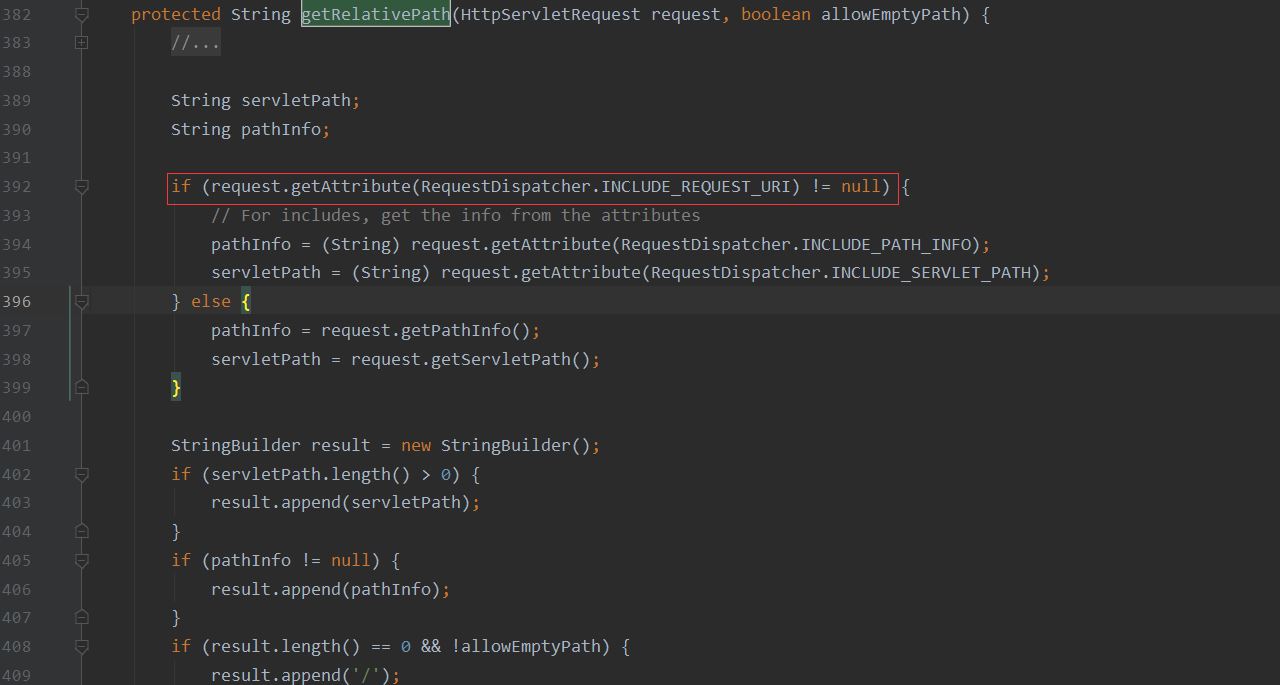 382 protected String getRelativePath(HttpServletRequest request, boolean allowEmptyPath) {
383 //...
388
389 String servletPath;
390 String pathInfo;
391
392 if (request.getAttribute(RequestDispatcher.INCLUDE_REQUEST_URI) != null) {
393 // For includes, get the info from the attributes
394 pathInfo = (String) request.getAttribute(RequestDispatcher.INCLUDE_PATH_INFO);
395 servletPath = (String) request.getAttribute(RequestDispatcher.INCLUDE_SERVLET_PATH);
396 } else {
397 pathInfo = request.getPathInfo();
398 servletPath = request.getServletPath();
399 }
400
401 StringBuilder result = new StringBuilder();
402 if (servletPath.length() > 0) {
403 result.append(servletPath);
404 }
405 if (pathInfo != null) {
406 result.append(pathInfo);
407 }
408 if (result.length() == 0 && !allowEmptyPath) {
409 result.append('/');